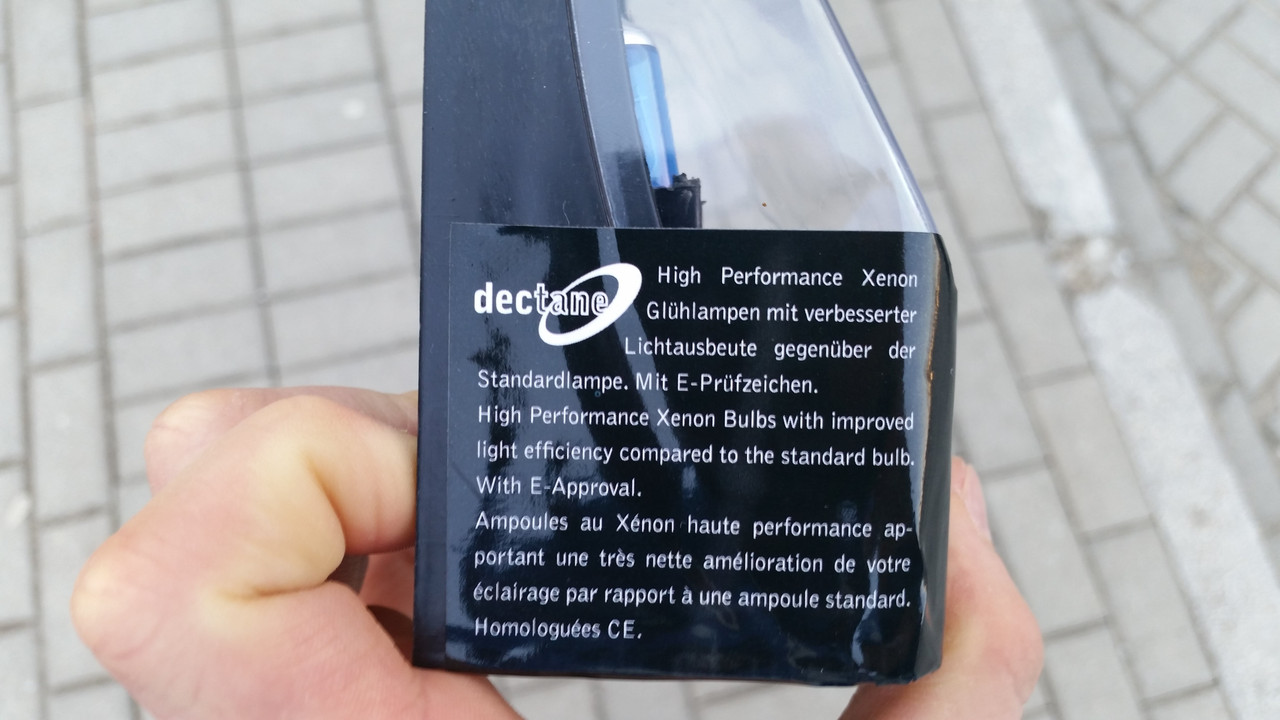 dectane
High Performance Xenon
Glühlampen mit verbesserter
Lichtausbeute gegenüber der
Standardlampe. Mit E-Prüfzeichen.
High Performance Xenon Bulbs with improved
light efficiency compared to the standard bulb.
With E-Approval.
Ampoules au Xénon haute performance ap-
portant une très nette amélioration de votre
éclairage par rapport à une ampoule standard.
Homologuées CE.